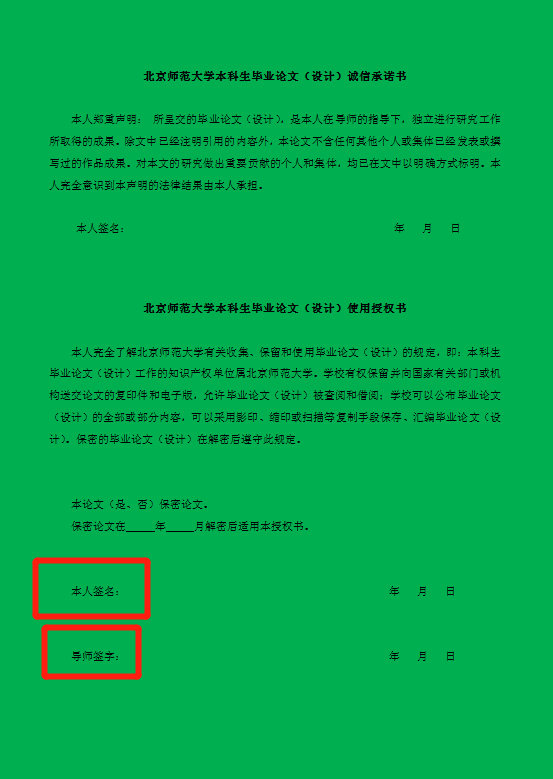 北京师范大学本科生毕业论文（设计）诚信承诺书
本人郑重声明： 所呈交的毕业论文（设计），是本人在导师的指导下，独立进行研究工作
所取得的成果。除文中已经注明引用的内容外，本论文不含任何其他个人或集体已经发表或撰
写过的作品成果。对本文的研究做出重要贡献的个人和集体，均已在文中以明确方式标明。本
人完全意识到本声明的法律结果由本人承担。
本人签名： 年 月 日
北京师范大学本科生毕业论文（设计）使用授权书
本人完全了解北京师范大学有关收集、保留和使用毕业论文（设计）的规定，即：本科生
毕业论文（设计）工作的知识产权单位属北京师范大学。学校有权保留并向国家有关部门或机
构送交论文的复印件和电子版，允许毕业论文（设计）被查阅和借阅；学校可以公布毕业论文
（设计）的全部或部分内容，可以采用影印、缩印或扫描等复制手段保存、汇编毕业论文（设
计）。保密的毕业论文（设计）在解密后遵守此规定。
本论文（是、否）保密论文。
保密论文在_____年_____月解密后适用本授权书。
本人签名： 年 月 日
导师签字： 年 月 日